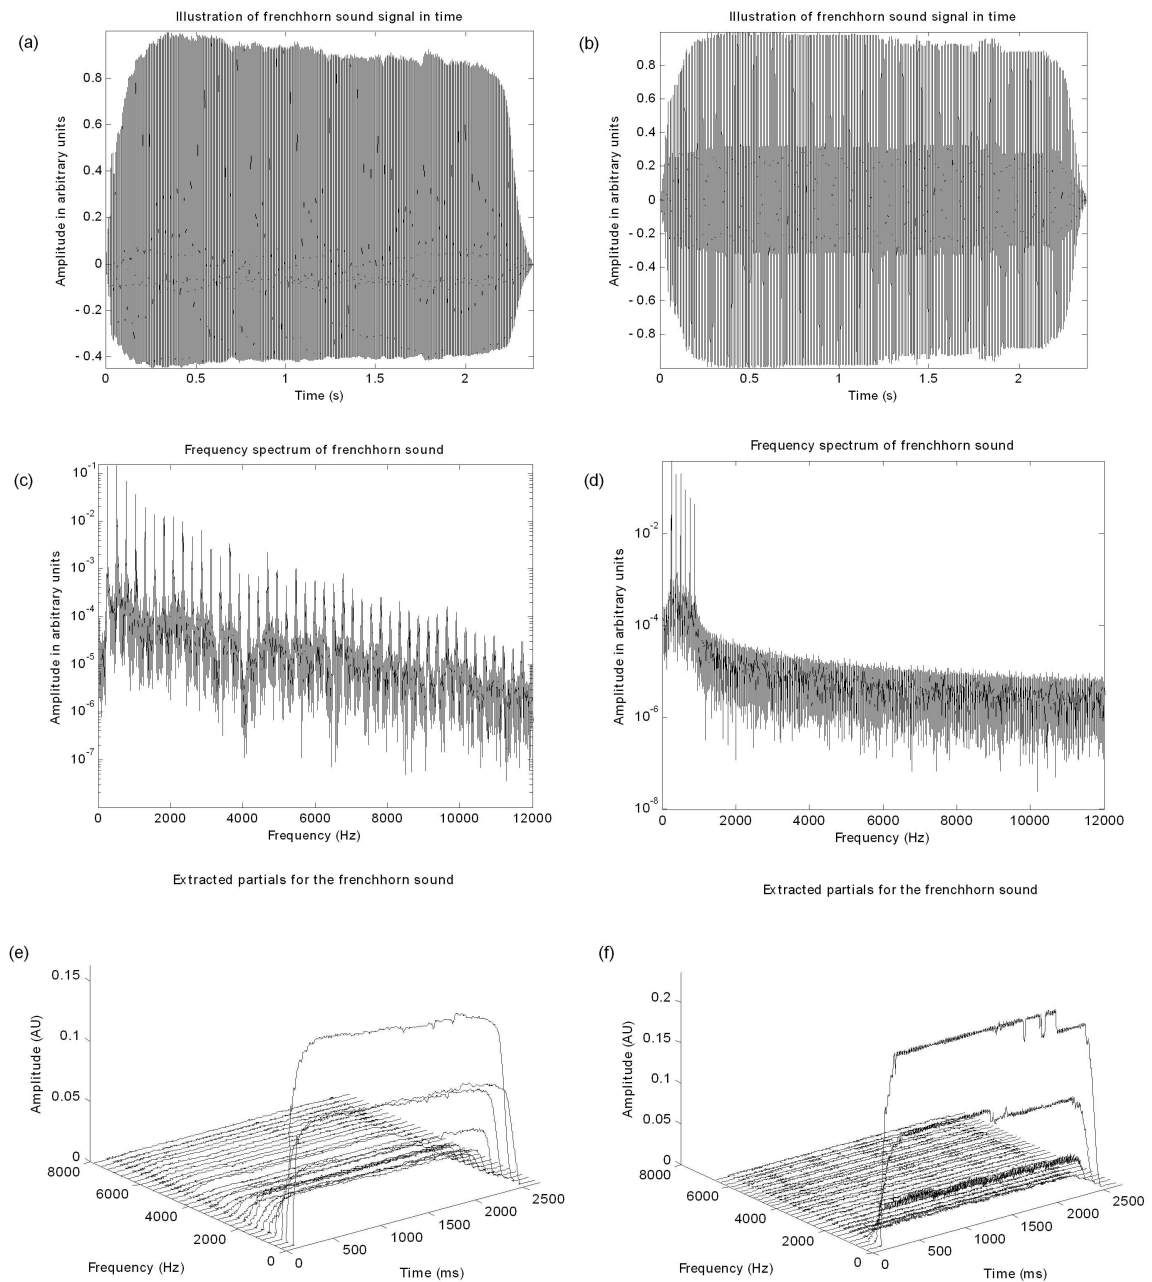 Illustration of frenchhorn sound signal in time
(a)
Amplitude in arbitrary units
0.8
0.6
0.4
0.2
0
- 0.2
- 0.4
0 0.5 1 1.5 2
Time (s)
Illustration of frenchhorn sound signal in time
(b)
Amplitude in arbitrary units
0.8
0.6
0.4
0.2
0
- 0.2
- 0.4
- 0.6
- 0.8
0 0.5 1 1.5 2
Time (s)
Frequency spectrum of frenchhorn sound
(c)
Amplitude in arbitrary units
10-1
10-2
10-3
10-4
10-5
10-6
10-7
0 2000 4000 6000 8000 10000 12000
Frequency (Hz)
Frequency spectrum of frenchhorn sound
(d)
Amplitude in arbitrary units
10-2
10-4
10-6
10-8
0 2000 4000 6000 8000 10000 12000
Frequency (Hz)
Extracted partials for the frenchhorn sound
(e)
Amplitude (AU)
0.15
0.1
0.05
0
8000
6000
4000
2000
0
Frequency (Hz)
0
500
1000
1500
2000
2500
Time (ms)
Extracted partials for the frenchhorn sound
(f)
Amplitude (AU)
0.2
0.15
0.1
0.05
0
8000
6000
4000
2000
0
Frequency (Hz)
0
500
1000
1500
2000
2500
Time (ms)